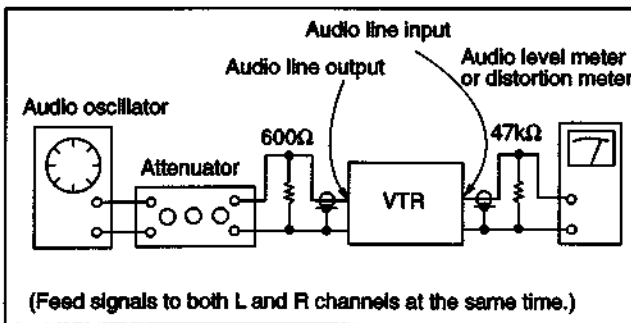 Audio line input
Audio line output
Audio level meter
or distortion meter
Audio oscillator
600Ω
47kΩ
Attenuator
VTR
(Feed signals to both L and R channels at the same time.)